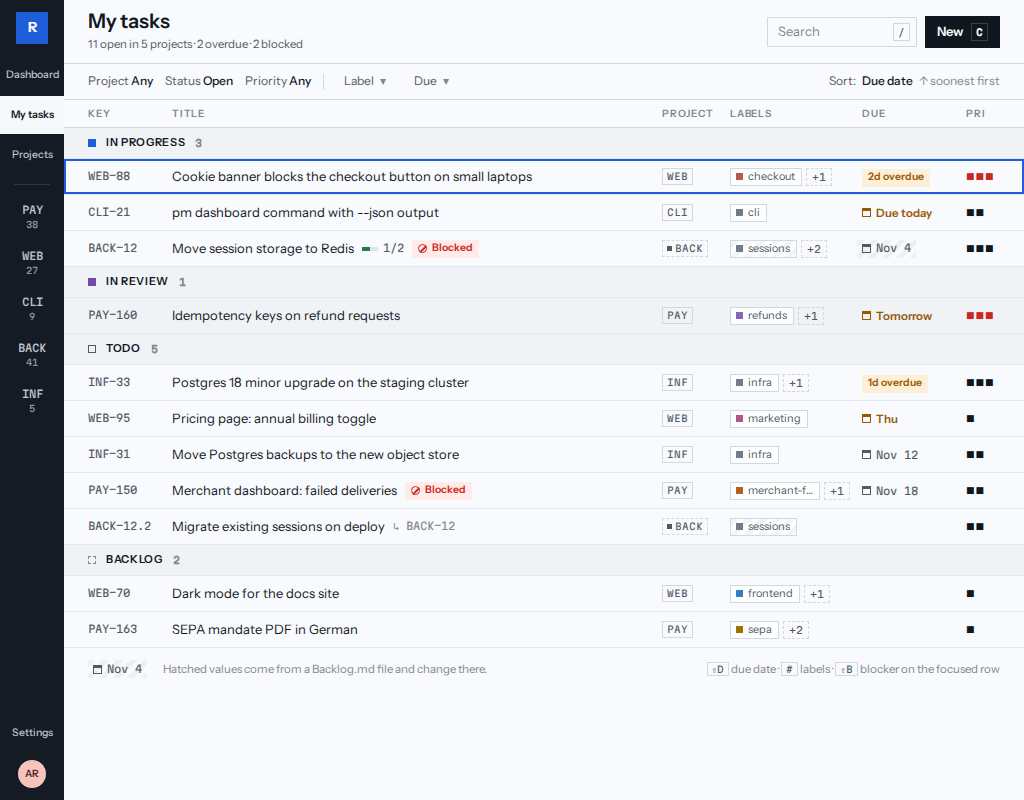 R
Dashboard
My tasks
Projects
PAY
38
WEB
27
CLI
9
BACK
41
INF
5
Settings
AR
My tasks
11 open in 5 projects·2 overdue·2 blocked
Search /
New C
Project Any Status Open Priority Any Label ▾ Due ▾ Sort: Due date ↑ soonest first
KEY TITLE PROJECT LABELS DUE PRI
IN PROGRESS 3
WEB-88 Cookie banner blocks the checkout button on small laptops WEB checkout +1 2d overdue
CLI-21 pm dashboard command with --json output CLI cli Due today
BACK-12 Move session storage to Redis 1/2 Blocked BACK sessions +2 Nov 4
IN REVIEW 1
PAY-160 Idempotency keys on refund requests PAY refunds +1 Tomorrow
TODO 5
INF-33 Postgres 18 minor upgrade on the staging cluster INF infra +1 1d overdue
WEB-95 Pricing page: annual billing toggle WEB marketing Thu
INF-31 Move Postgres backups to the new object store INF infra Nov 12
PAY-150 Merchant dashboard: failed deliveries Blocked PAY merchant-f… +1 Nov 18
BACK-12.2 Migrate existing sessions on deploy ↳ BACK-12 BACK sessions
BACKLOG 2
WEB-70 Dark mode for the docs site WEB frontend +1
PAY-163 SEPA mandate PDF in German PAY sepa +2
Nov 4 Hatched values come from a Backlog.md file and change there. ⇧D due date· # labels· ⇧B blocker on the focused row